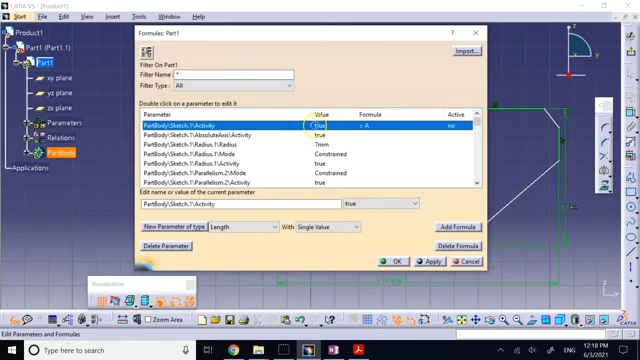 CATIA V5 - [Product1]
Start File Edit View Insert Tools Window Help
Product1
Part1 (Part1.1)
Part1
xy plane
yz plane
zx plane
Parameters
Relations
PartBody
Applications
Formulas: Part1
?
Import...
Filter On Part1
Filter Name : *
Filter Type : All
Double click on a parameter to edit it
Parameter Value Formula Active
PartBody\Sketch.1\Activity true = A no
PartBody\Sketch.1\AbsoluteAxis\Activity true
PartBody\Sketch.1\Radius.1\Radius 7mm
PartBody\Sketch.1\Radius.1\Mode Constrained
PartBody\Sketch.1\Radius.1\Activity true
PartBody\Sketch.1\Parallelism.2\Mode Constrained
PartBody\Sketch.1\Parallelism.2\Activity true
Edit name or value of the current parameter
PartBody\Sketch.1\Activity true
New Parameter of type Length With Single Value Add Formula
Delete Parameter Delete Formula
OK Apply Cancel
Visualization
Zoom Area
Edit Parameters and Formulas
Type here to search
ENG
12:18 PM
6/3/2021